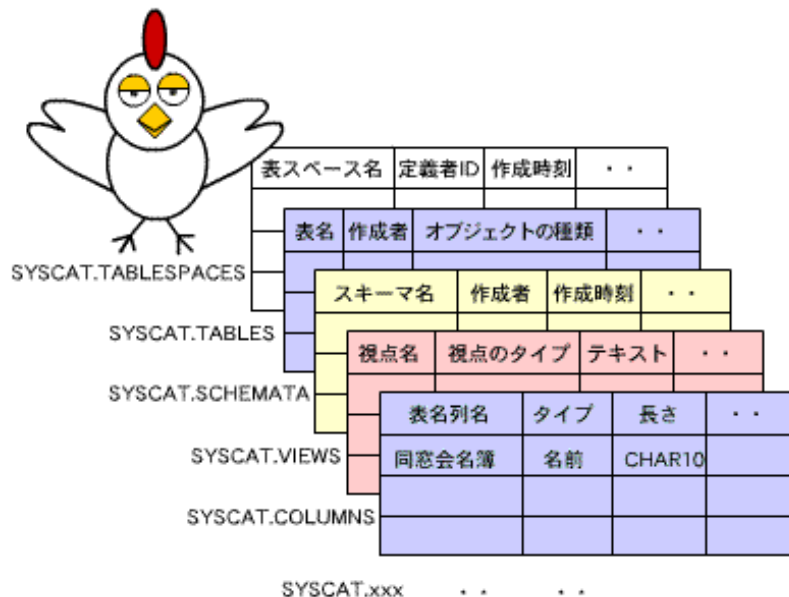 表スペース名 定義者ID 作成時刻 ・・
表名 作成者 オブジェクトの種類 ・・
SYSCAT.TABLESPACES
スキーマ名 作成者 作成時刻 ・・
SYSCAT.TABLES
視点名 視点のタイプ テキスト ・・
SYSCAT.SCHEMATA
表名列名 タイプ 長さ ・・
SYSCAT.VIEWS
同窓会名簿 名前 CHAR10
SYSCAT.COLUMNS
SYSCAT.xxx ・・ ・・